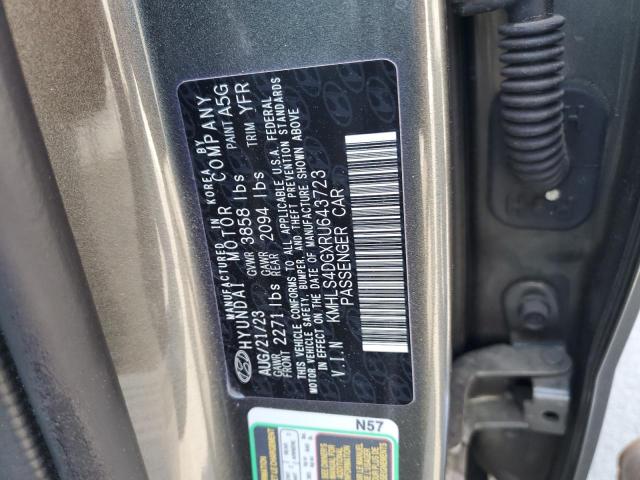 MANUFACTURED IN KOREA BY
HYUNDAI MOTOR COMPANY
AUG/21/23 GVWR 3858 lbs PAINT A5G
GAWR FRONT 2271 lbs GAWR REAR 2094 lbs TRIM YFR
THIS VEHICLE CONFORMS TO ALL APPLICABLE U.S.A. FEDERAL
MOTOR VEHICLE SAFETY, BUMPER, AND THEFT PREVENTION STANDARDS
IN EFFECT ON THE DATE OF MANUFACTURE SHOWN ABOVE
V.I.N KMHLS4DGXRU643723
PASSENGER CAR
N57